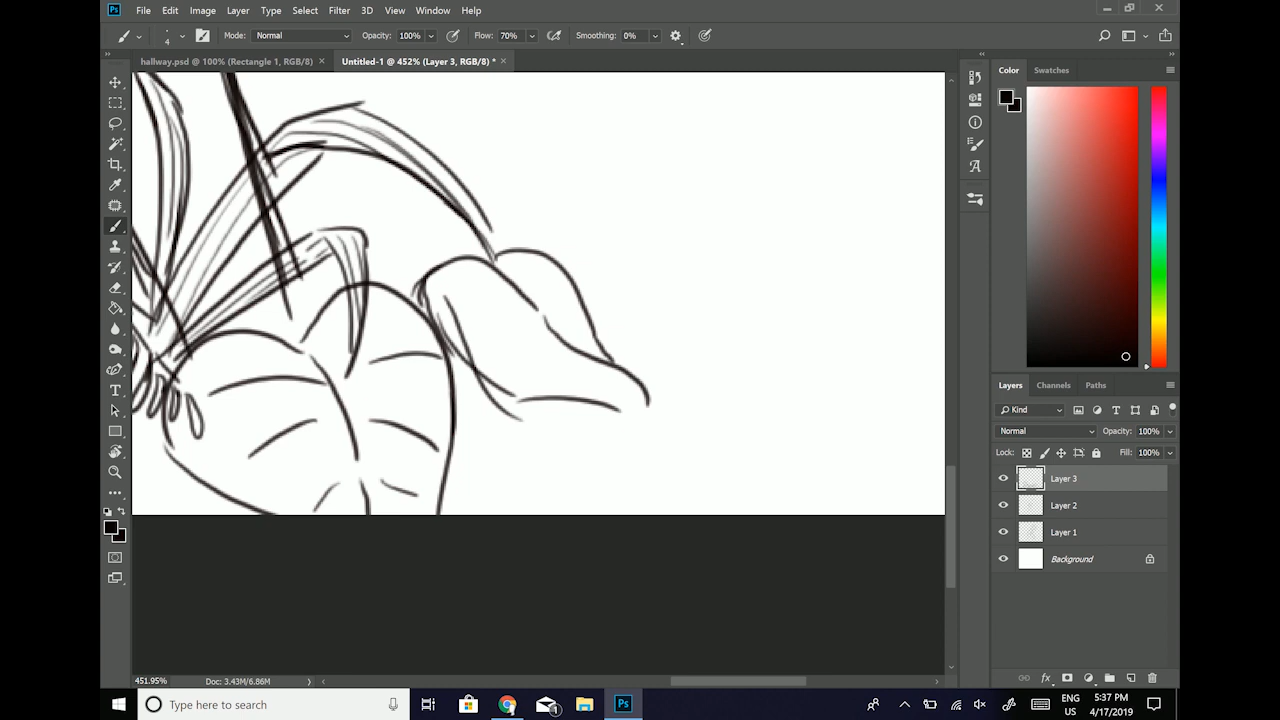 Ps File Edit Image Layer Type Select Filter 3D View Window Help
4 Mode: Normal Opacity: 100% Flow: 70% Smoothing: 0%
hallway.psd @ 100% (Rectangle 1, RGB/8) × Untitled-1 @ 452% (Layer 3, RGB/8) * ×
Color Swatches
Layers Channels Paths
Kind
Normal Opacity: 100%
Lock: Fill: 100%
Layer 3
Layer 2
Layer 1
Background
451.95% Doc: 3.43M/6.86M
Type here to search
ENG
US
5:37 PM
4/17/2019